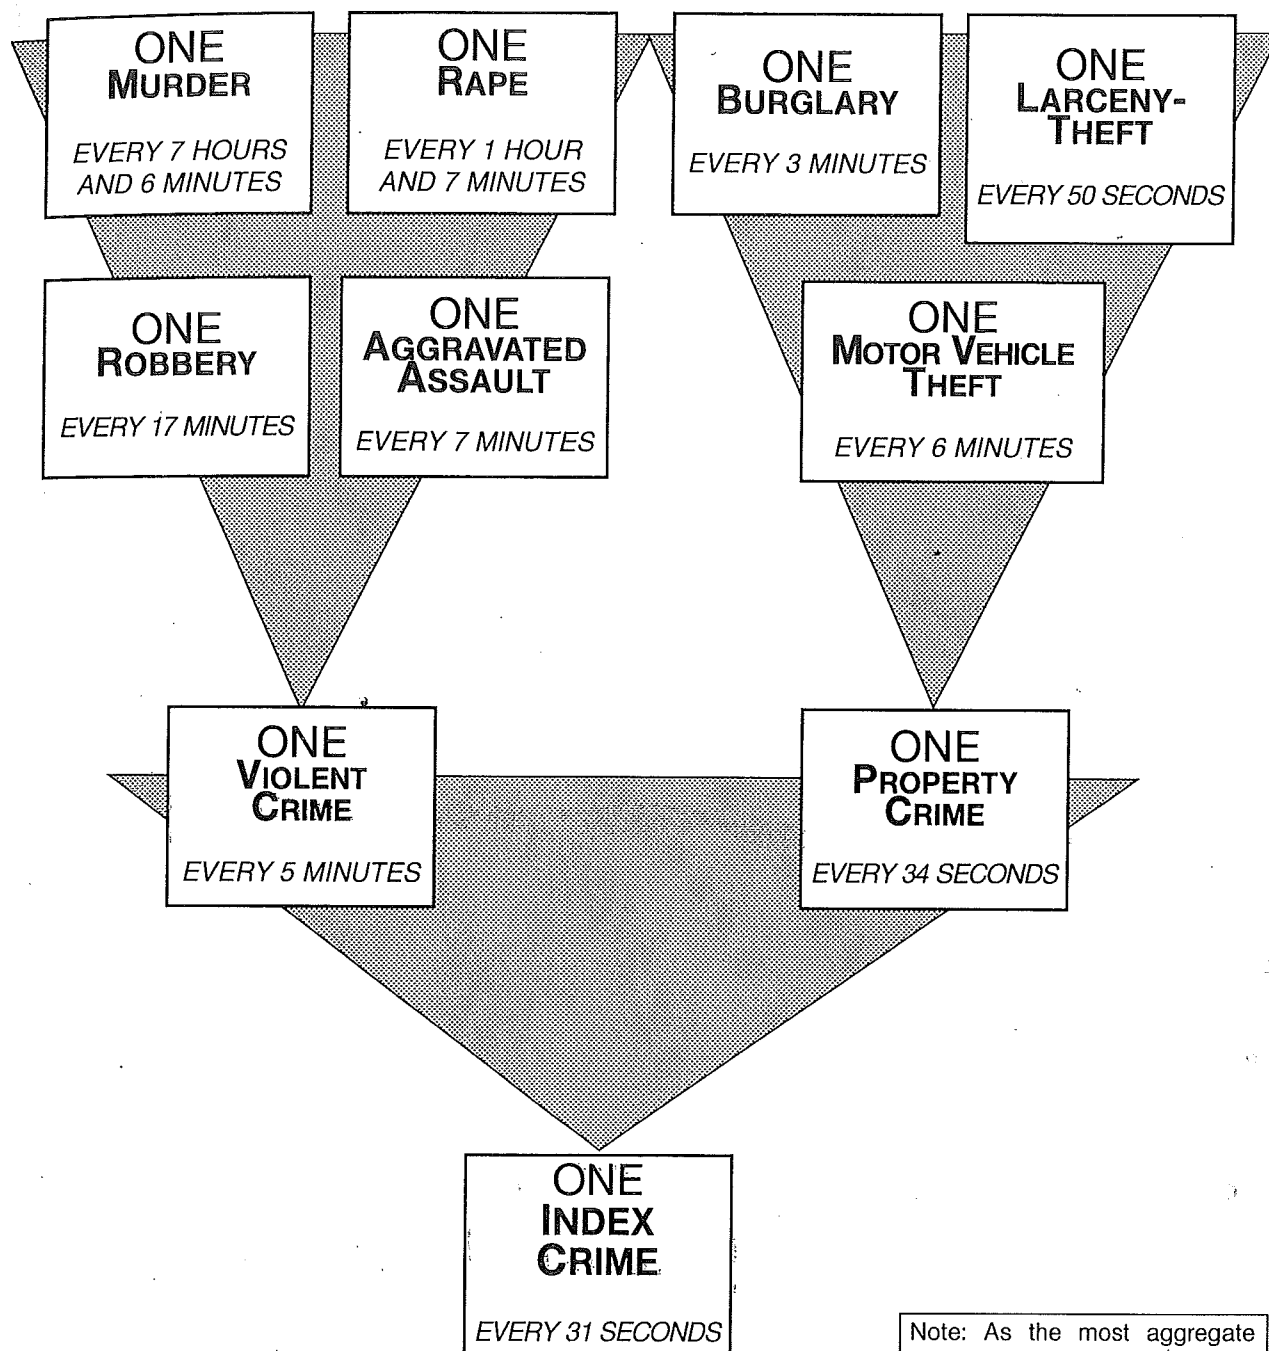 ONE
MURDER
EVERY 7 HOURS
AND 6 MINUTES
ONE
RAPE
EVERY 1 HOUR
AND 7 MINUTES
ONE
BURGLARY
EVERY 3 MINUTES
ONE
LARCENY-
THEFT
EVERY 50 SECONDS
ONE
ROBBERY
EVERY 17 MINUTES
ONE
AGGRAVATED
ASSAULT
EVERY 7 MINUTES
ONE
MOTOR VEHICLE
THEFT
EVERY 6 MINUTES
ONE
VIOLENT
CRIME
EVERY 5 MINUTES
ONE
PROPERTY
CRIME
EVERY 34 SECONDS
ONE
INDEX
CRIME
EVERY 31 SECONDS
Note: As the most aggregate